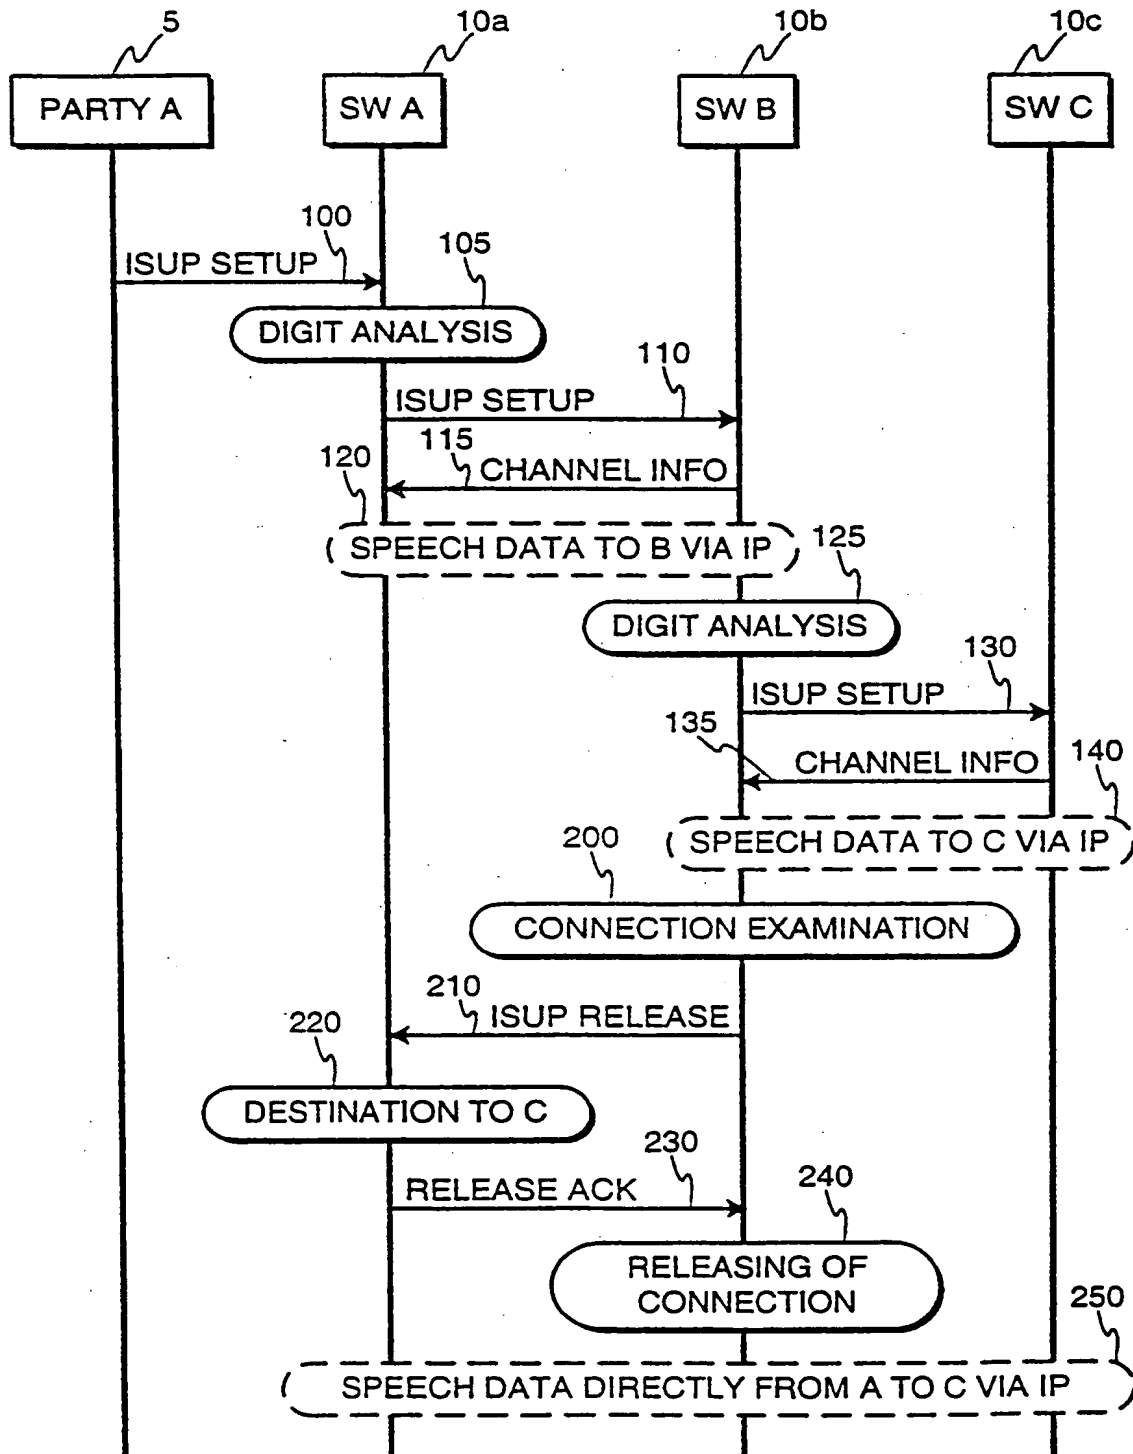 5
10a
10b
10c
PARTY A
SW A
SW B
SW C
100
ISUP SETUP
105
DIGIT ANALYSIS
110
ISUP SETUP
115
CHANNEL INFO
120
SPEECH DATA TO B VIA IP
125
DIGIT ANALYSIS
130
ISUP SETUP
135
CHANNEL INFO
140
SPEECH DATA TO C VIA IP
200
CONNECTION EXAMINATION
210
ISUP RELEASE
220
DESTINATION TO C
230
RELEASE ACK
240
RELEASING OF
CONNECTION
250
SPEECH DATA DIRECTLY FROM A TO C VIA IP